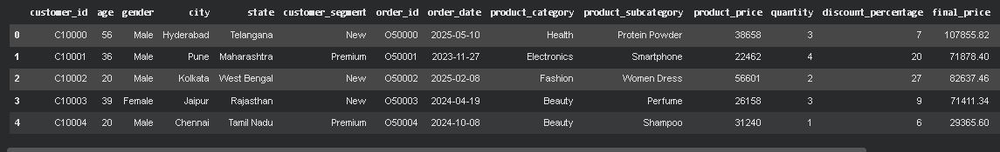 customer_id age gender city state customer_segment order_id order_date product_category product_subcategory product_price quantity discount_percentage final_price
0 C10000 56 Male Hyderabad Telangana New O50000 2025-05-10 Health Protein Powder 38658 3 7 107855.82
1 C10001 36 Male Pune Maharashtra Premium O50001 2023-11-27 Electronics Smartphone 22462 4 20 71878.40
2 C10002 20 Male Kolkata West Bengal New O50002 2025-02-08 Fashion Women Dress 56601 2 27 82637.46
3 C10003 39 Female Jaipur Rajasthan New O50003 2024-04-19 Beauty Perfume 26158 3 9 71411.34
4 C10004 20 Male Chennai Tamil Nadu Premium O50004 2024-10-08 Beauty Shampoo 31240 1 6 29365.60